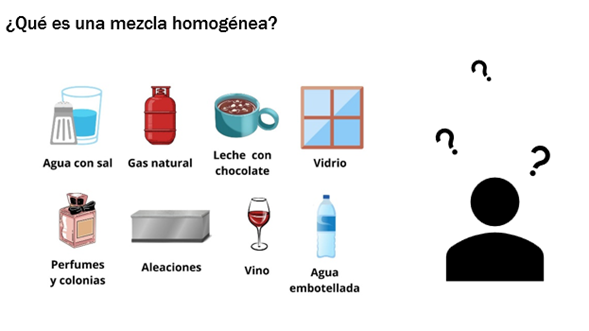 ¿Qué es una mezcla homogénea?
?
?
?
Agua con sal
Gas natural
Leche con
chocolate
Vidrio
Perfumes
y colonias
Aleaciones
Vino
Agua
embotellada